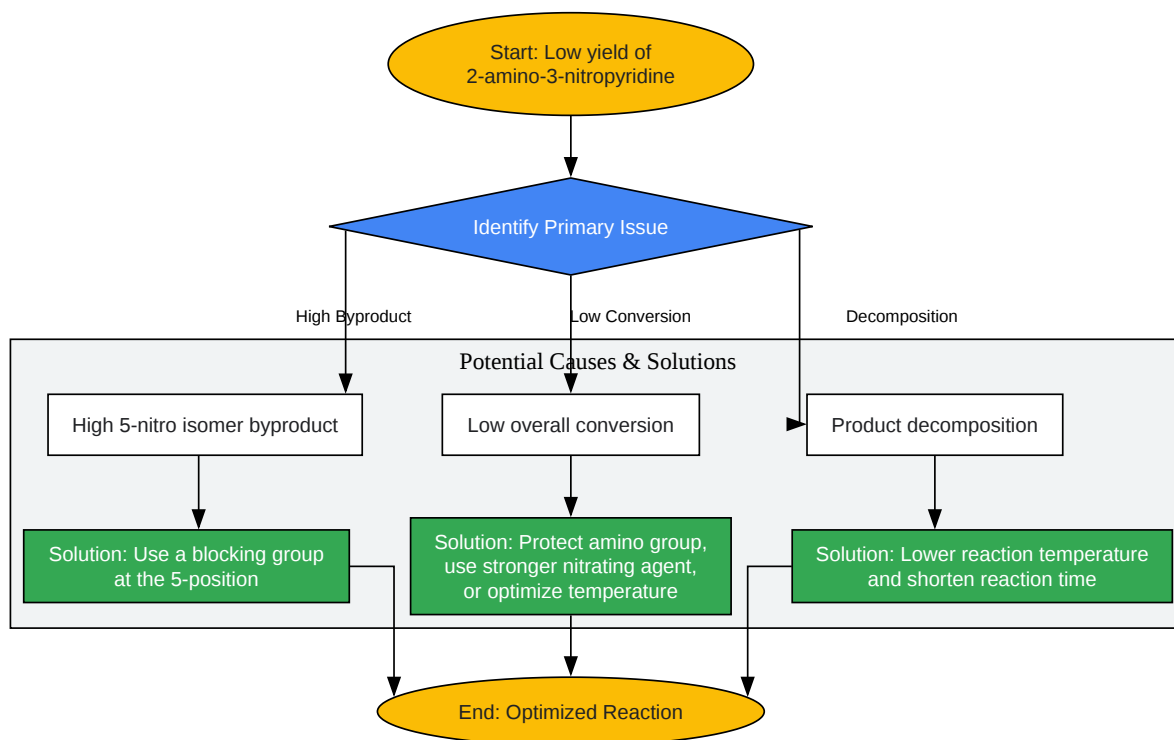 Start: Low yield of
2-amino-3-nitropyridine
Identify Primary Issue
High Byproduct
Low Conversion
Decomposition
Potential Causes & Solutions
High 5-nitro isomer byproduct
Low overall conversion
Product decomposition
Solution: Use a blocking group
at the 5-position
Solution: Protect amino group,
use stronger nitrating agent,
or optimize temperature
Solution: Lower reaction temperature
and shorten reaction time
End: Optimized Reaction